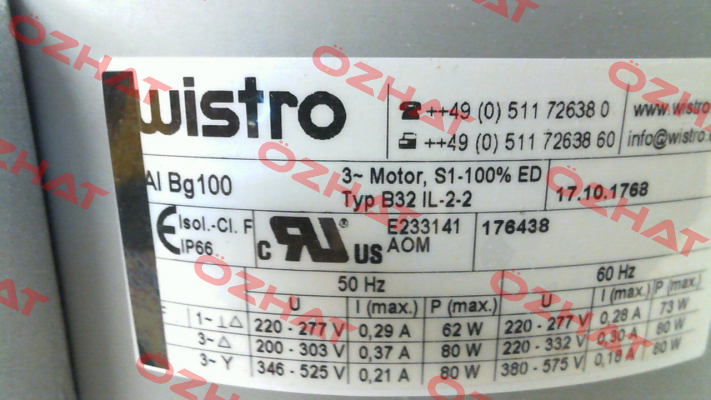 wistro
☎ ++49 (0) 511 72638 0
++49 (0) 511 72638 60
www.wistro
info@wistro.
AI Bg100
3~ Motor, S1-100% ED
Typ B32 IL-2-2
17.10.1768
CE Isol.-Cl. F
IP66
c RU ® US
E233141
AOM
176438
50 Hz 60 Hz
U I (max.) P (max.) U I (max.) P (max.)
1~ ⊥△ 220 - 277 V 0,29 A 62 W 220 - 277 V 0,28 A 73 W
3~ △ 200 - 303 V 0,37 A 80 W 220 - 332 V 0,30 A 80 W
3~ Y 346 - 525 V 0,21 A 80 W 380 - 575 V 0,18 A 80 W
ÖZHAT